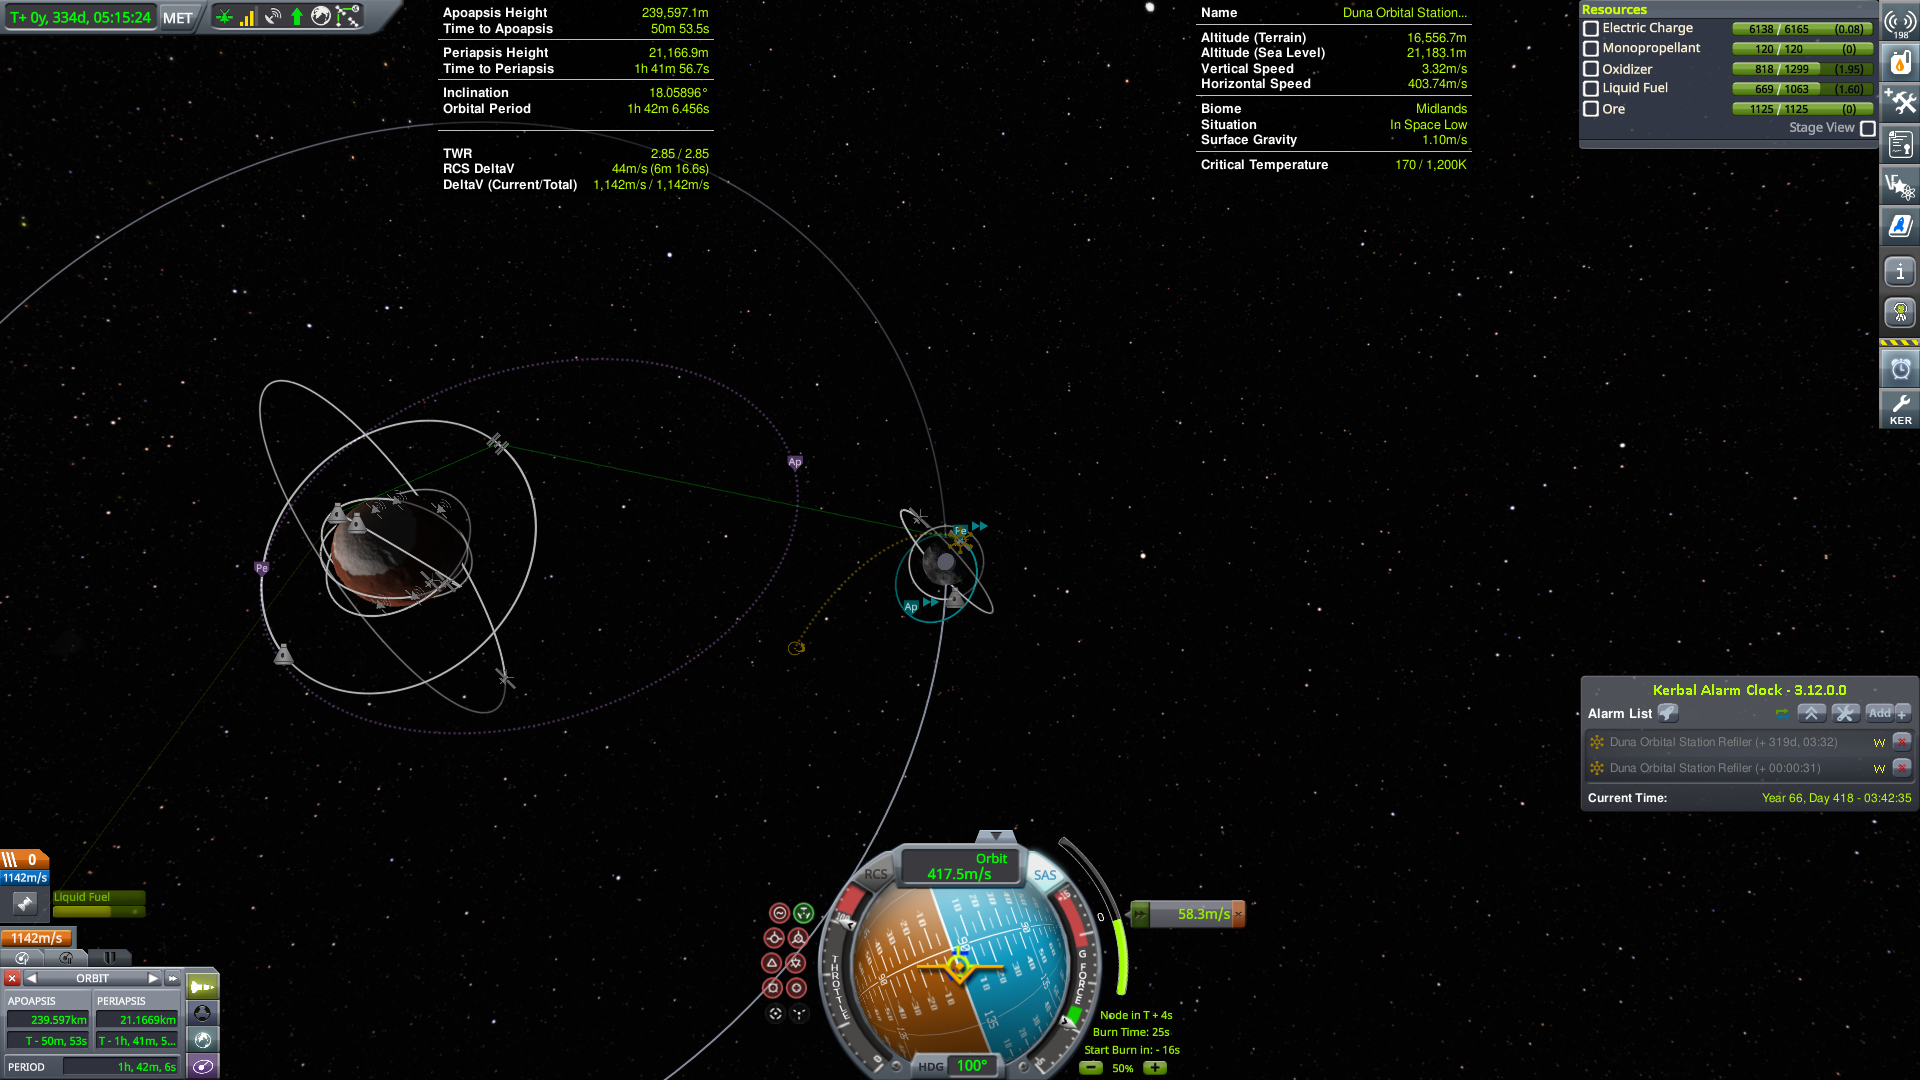 T+ 0y, 334d, 05:15:24 MET
Apoapsis Height 239,597.1m
Time to Apoapsis 50m 53.5s
Periapsis Height 21,166.9m
Time to Periapsis 1h 41m 56.7s
Inclination 18.05896°
Orbital Period 1h 42m 6.456s
TWR 2.85 / 2.85
RCS DeltaV 44m/s (6m 16.6s)
DeltaV (Current/Total) 1,142m/s / 1,142m/s
Name Duna Orbital Station...
Altitude (Terrain) 16,556.7m
Altitude (Sea Level) 21,183.1m
Vertical Speed 3.32m/s
Horizontal Speed 403.74m/s
Biome Midlands
Situation In Space Low
Surface Gravity 1.10m/s
Critical Temperature 170 / 1,200K
Resources
Electric Charge 6138 / 6165 (0.08)
Monopropellant 120 / 120 (0)
Oxidizer 818 / 1299 (1.95)
Liquid Fuel 669 / 1063 (1.60)
Ore 1125 / 1125 (0)
Stage View
198
KER
Ap
Pe
Pe
Ap
Kerbal Alarm Clock - 3.12.0.0
Alarm List Add +
Duna Orbital Station Refiler (+ 319d, 03:32) W
Duna Orbital Station Refiler (+ 00:00:31) W
Current Time: Year 66, Day 418 - 03:42:35
0
1142m/s
Liquid Fuel
1142m/s
ORBIT
APOAPSIS PERIAPSIS
239.597km 21.1669km
T - 50m, 53s T - 1h, 41m, 5...
PERIOD 1h, 42m, 6s
RCS
Orbit
417.5m/s
SAS
THROTTLE
G FORCE
HDG 100°
0
58.3m/s
Node in T + 4s
Burn Time: 25s
Start Burn in: - 16s
50%